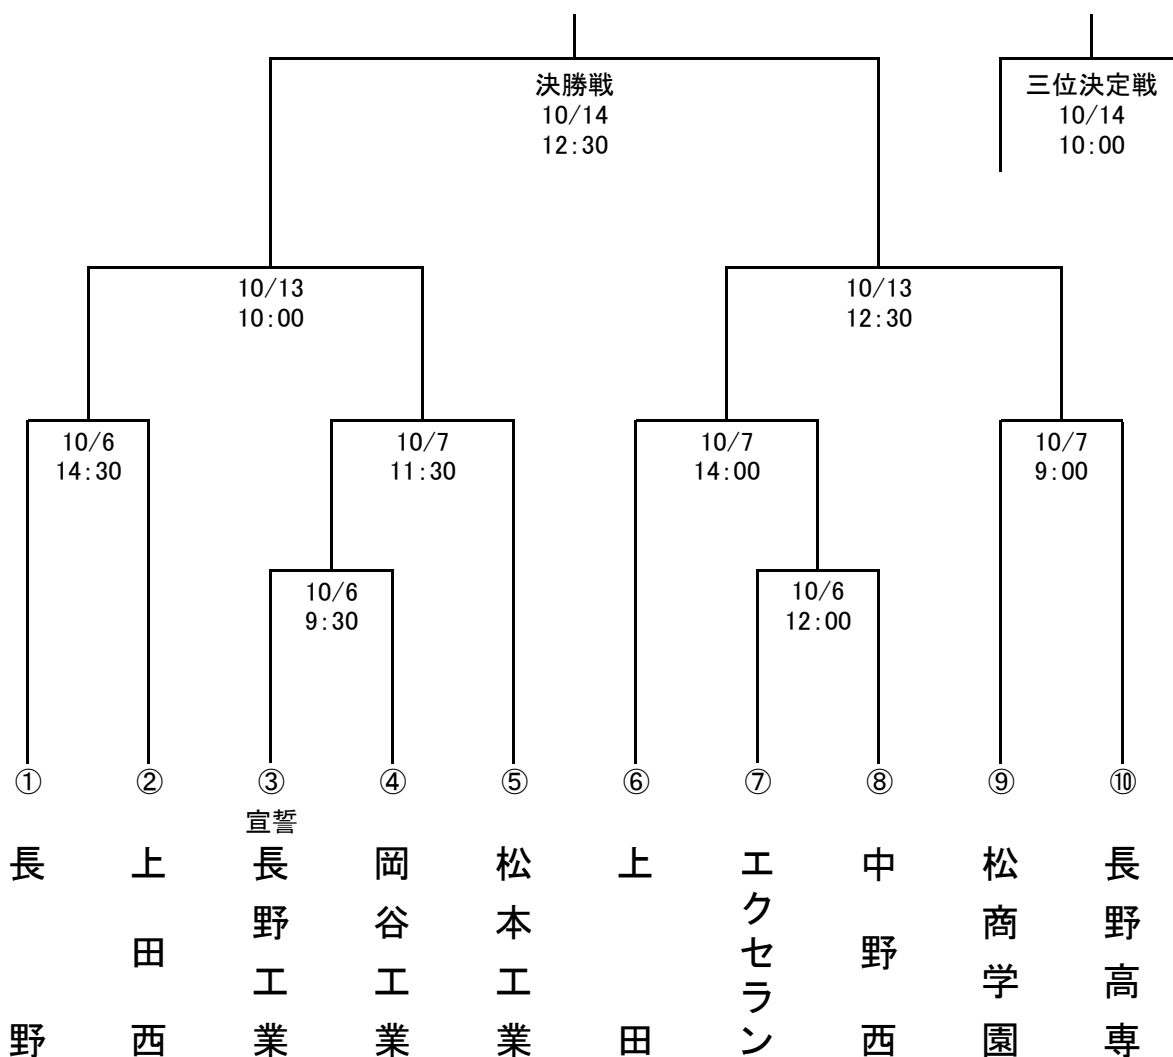 決勝戦
10/14
12:30
三位決定戦
10/14
10:00
10/13
10:00
10/13
12:30
10/6
14:30
10/7
11:30
10/7
14:00
10/7
9:00
10/6
9:30
10/6
12:00
①
②
③
④
⑤
⑥
⑦
⑧
⑨
⑩
宣誓
長野
上田西
長野工業
岡谷工業
松本工業
上田
エクセラン
中野西
松商学園
長野高専